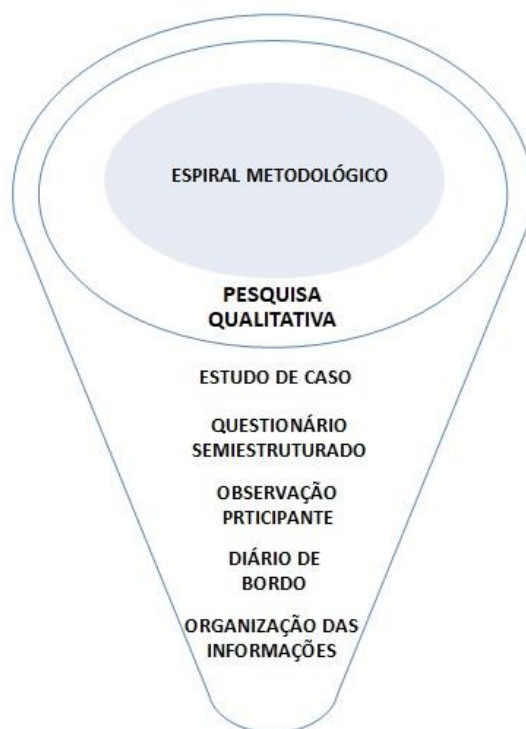 ESPIRAL METODOLÓGICO
PESQUISA
QUALITATIVA
ESTUDO DE CASO
QUESTIONÁRIO
SEMIESTRUTURADO
OBSERVAÇÃO
PRTICIPANTE
DIÁRIO DE
BORDO
ORGANIZAÇÃO DAS
INFORMAÇÕES